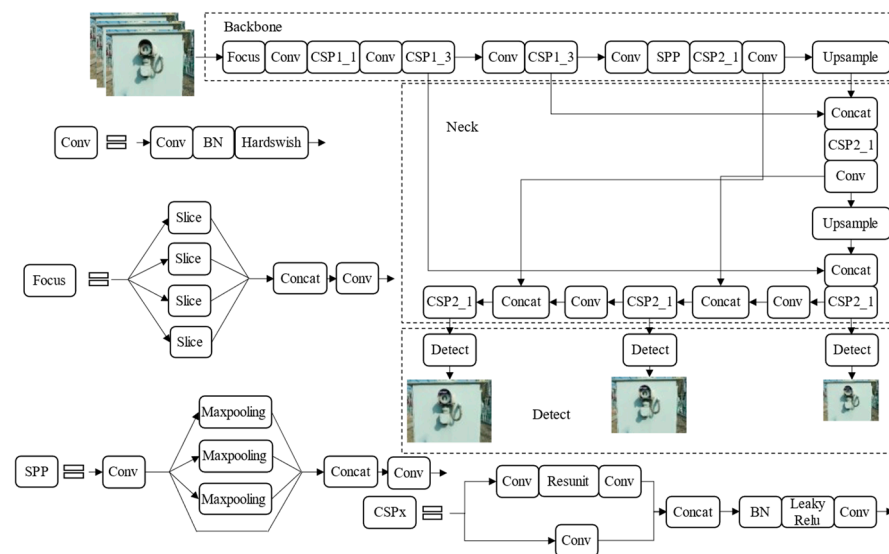 Backbone
Focus Conv CSP1_1 Conv CSP1_3 Conv CSP1_3 Conv SPP CSP2_1 Conv Upsample
Concat
CSP2_1
Conv
Upsample
Concat
Neck
CSP2_1 Concat Conv CSP2_1 Concat Conv CSP2_1
Detect Detect Detect
Detect
Conv Conv BN Hardswish
Focus
Slice
Slice
Slice
Slice
Concat Conv
SPP Conv
Maxpooling
Maxpooling
Maxpooling
Concat Conv
CSPx
Conv Resunit Conv
Conv
Concat BN Leaky
Relu
Conv